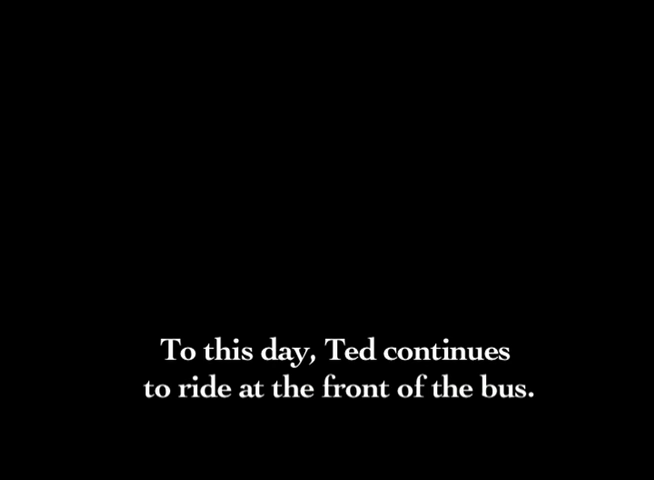 To this day, Ted continues
to ride at the front of the bus.